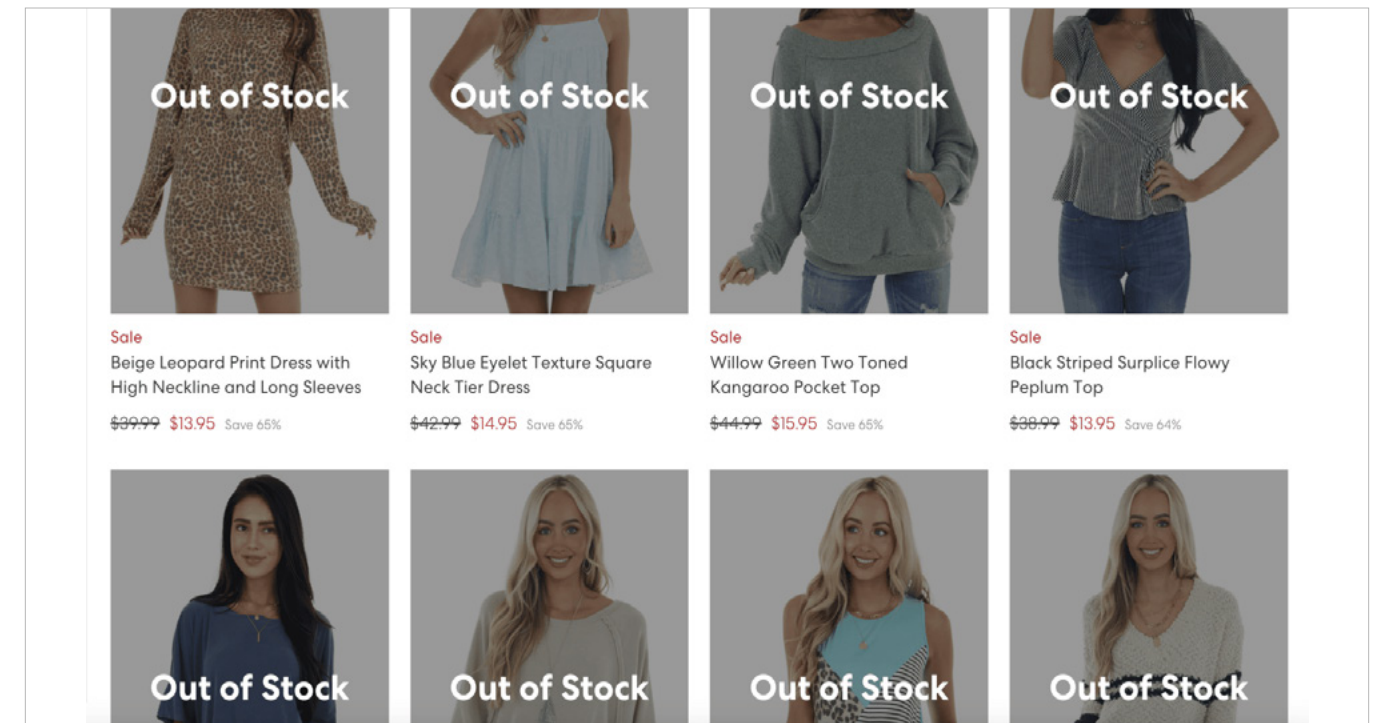 Out of Stock
Out of Stock
Out of Stock
Out of Stock
Sale
Beige Leopard Print Dress with
High Neckline and Long Sleeves
$39.99 $13.95 Save 65%
Sale
Sky Blue Eyelet Texture Square
Neck Tier Dress
$42.99 $14.95 Save 65%
Sale
Willow Green Two Toned
Kangaroo Pocket Top
$44.99 $15.95 Save 65%
Sale
Black Striped Surplice Flowy
Peplum Top
$38.99 $13.95 Save 64%
Out of Stock
Out of Stock
Out of Stock
Out of Stock